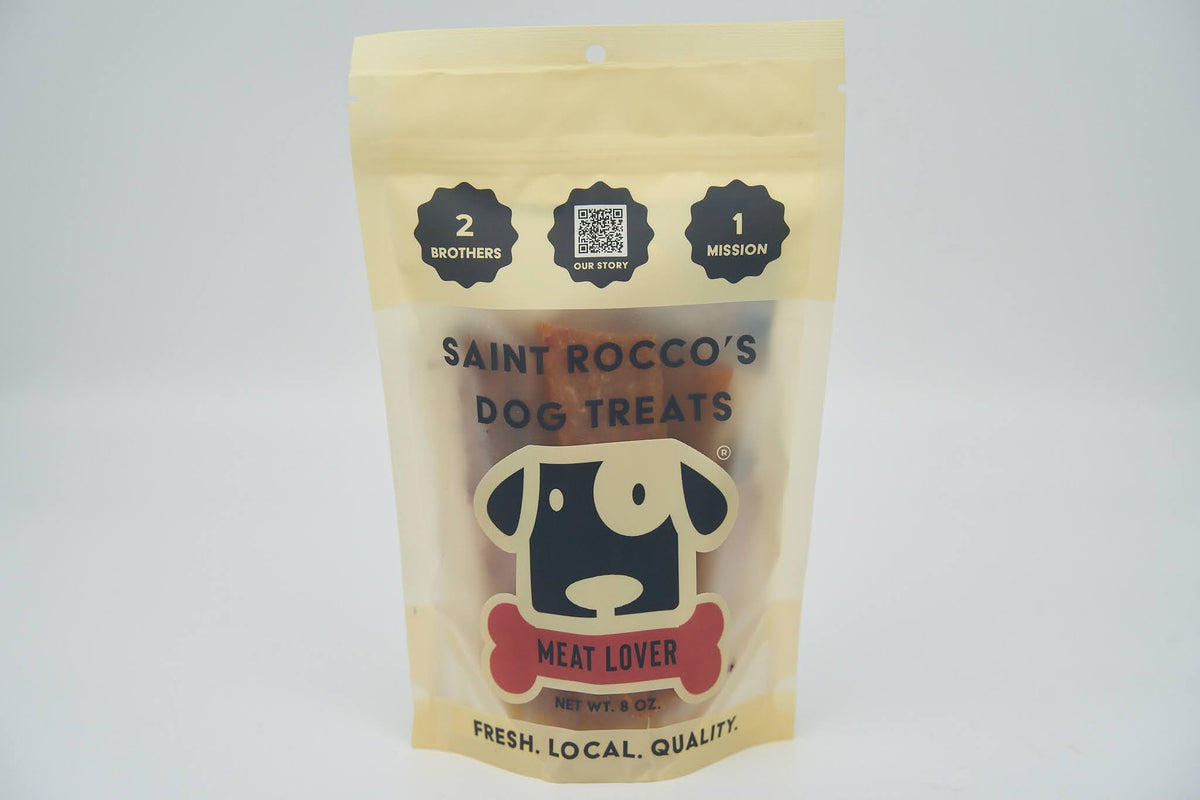 2
BROTHERS
OUR STORY
1
MISSION
SAINT ROCCO'S
DOG TREATS
®
MEAT LOVER
NET WT. 8 OZ.
FRESH. LOCAL. QUALITY.